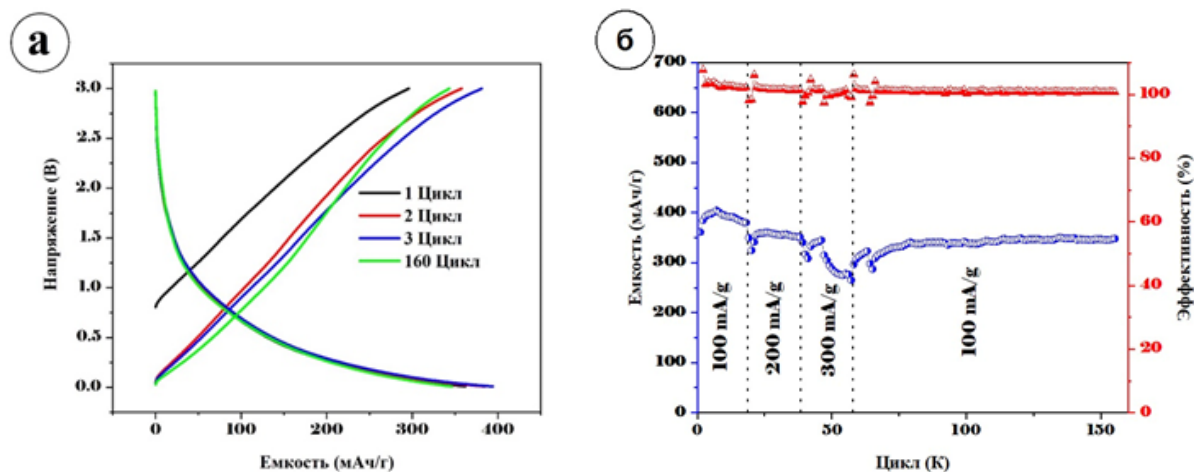 а
3.0
2.5
2.0
1.5
1.0
0.5
0.0
Напряжение (В)
1 Цикл
2 Цикл
3 Цикл
160 Цикл
0 100 200 300 400
Емкость (мАч/г)
б
700
600
500
400
300
200
100
0
Емкость (мАч/г)
100 mA/g
200 mA/g
300 mA/g
100 mA/g
100
80
60
40
20
0
Эффективность (%)
0 50 100 150
Цикл (К)